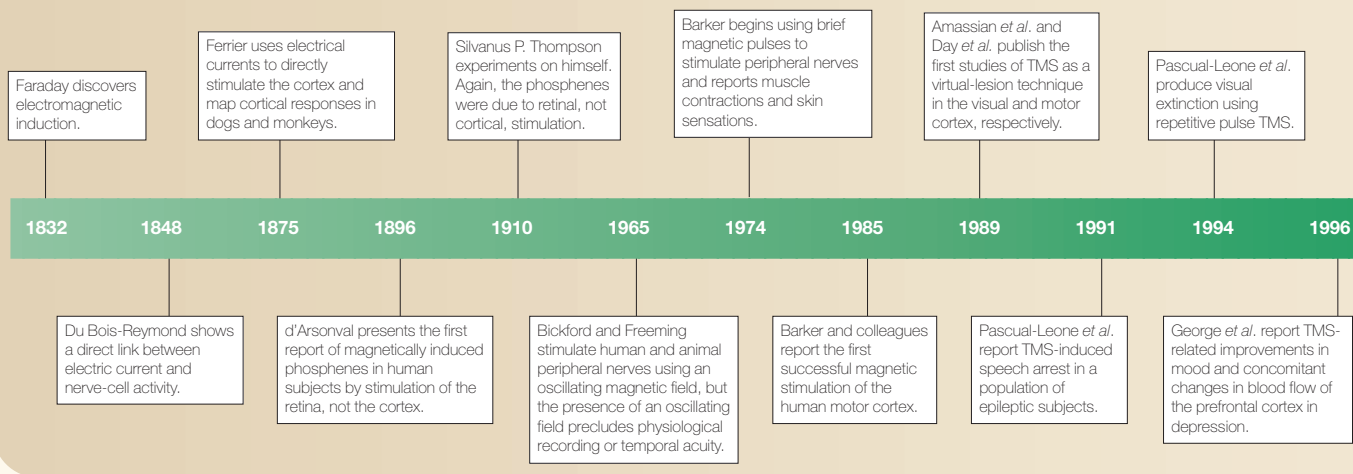 Faraday discovers
electromagnetic
induction.
Ferrier uses electrical
currents to directly
stimulate the cortex and
map cortical responses in
dogs and monkeys.
Silvanus P. Thompson
experiments on himself.
Again, the phosphenes
were due to retinal, not
cortical, stimulation.
Barker begins using brief
magnetic pulses to
stimulate peripheral nerves
and reports muscle
contractions and skin
sensations.
Amassian et al. and
Day et al. publish the
first studies of TMS as a
virtual-lesion technique
in the visual and motor
cortex, respectively.
Pascual-Leone et al.
produce visual
extinction using
repetitive pulse TMS.
1832 1848 1875 1896 1910 1965 1974 1985 1989 1991 1994 1996
Du Bois-Reymond shows
a direct link between
electric current and
nerve-cell activity.
d'Arsonval presents the first
report of magnetically induced
phosphenes in human
subjects by stimulation of the
retina, not the cortex.
Bickford and Freeming
stimulate human and animal
peripheral nerves using an
oscillating magnetic field, but
the presence of an oscillating
field precludes physiological
recording or temporal acuity.
Barker and colleagues
report the first
successful magnetic
stimulation of the
human motor cortex.
Pascual-Leone et al.
report TMS-induced
speech arrest in a
population of
epileptic subjects.
George et al. report TMS-
related improvements in
mood and concomitant
changes in blood flow of
the prefrontal cortex in
depression.